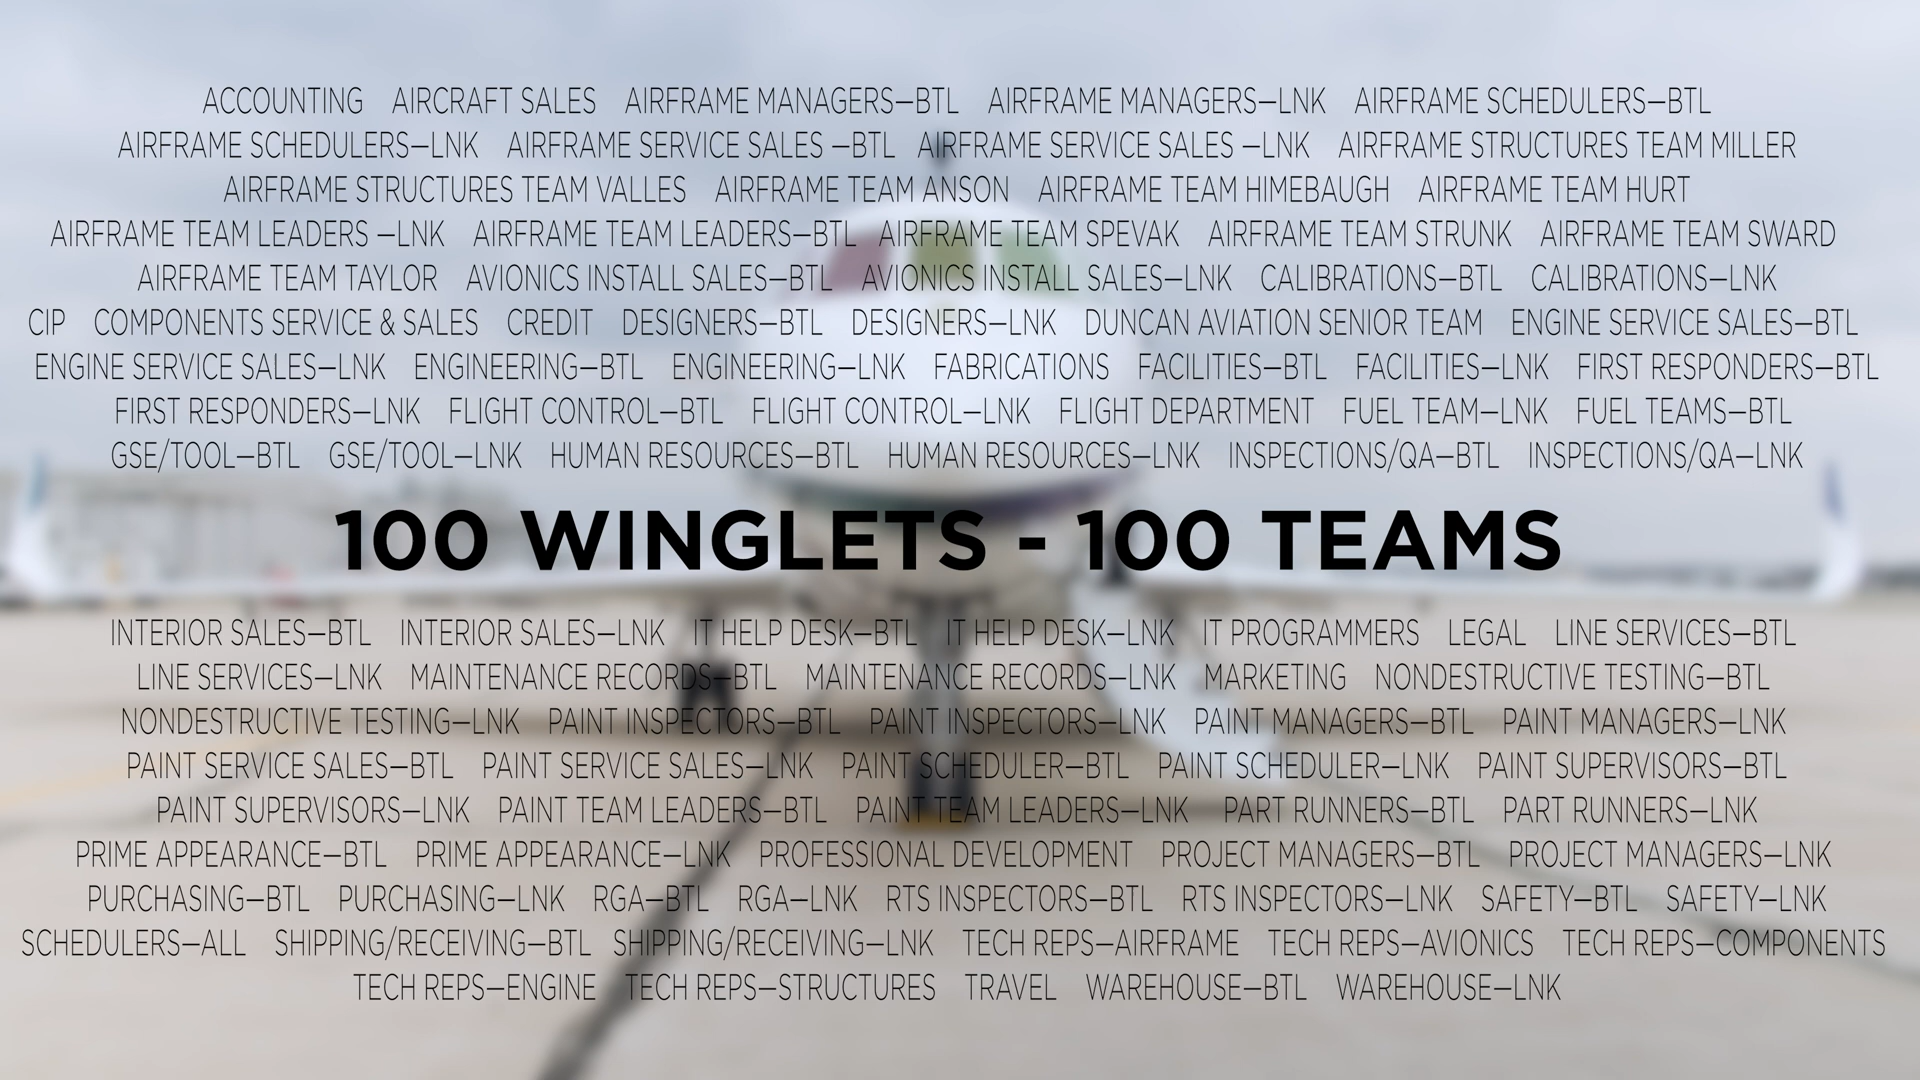 ACCOUNTING AIRCRAFT SALES AIRFRAME MANAGERS—BTL AIRFRAME MANAGERS—LNK AIRFRAME SCHEDULERS—BTL
AIRFRAME SCHEDULERS—LNK AIRFRAME SERVICE SALES —BTL AIRFRAME SERVICE SALES —LNK AIRFRAME STRUCTURES TEAM MILLER
AIRFRAME STRUCTURES TEAM VALLES AIRFRAME TEAM ANSON AIRFRAME TEAM HIMEBAUGH AIRFRAME TEAM HURT
AIRFRAME TEAM LEADERS —LNK AIRFRAME TEAM LEADERS—BTL AIRFRAME TEAM SPEVAK AIRFRAME TEAM STRUNK AIRFRAME TEAM SWARD
AIRFRAME TEAM TAYLOR AVIONICS INSTALL SALES—BTL AVIONICS INSTALL SALES—LNK CALIBRATIONS—BTL CALIBRATIONS—LNK
CIP COMPONENTS SERVICE & SALES CREDIT DESIGNERS—BTL DESIGNERS—LNK DUNCAN AVIATION SENIOR TEAM ENGINE SERVICE SALES—BTL
ENGINE SERVICE SALES—LNK ENGINEERING—BTL ENGINEERING—LNK FABRICATIONS FACILITIES—BTL FACILITIES—LNK FIRST RESPONDERS—BTL
FIRST RESPONDERS—LNK FLIGHT CONTROL—BTL FLIGHT CONTROL—LNK FLIGHT DEPARTMENT FUEL TEAM—LNK FUEL TEAMS—BTL
GSE/TOOL—BTL GSE/TOOL—LNK HUMAN RESOURCES—BTL HUMAN RESOURCES—LNK INSPECTIONS/QA—BTL INSPECTIONS/QA—LNK
100 WINGLETS - 100 TEAMS
INTERIOR SALES—BTL INTERIOR SALES—LNK IT HELP DESK—BTL IT HELP DESK—LNK IT PROGRAMMERS LEGAL LINE SERVICES—BTL
LINE SERVICES—LNK MAINTENANCE RECORDS—BTL MAINTENANCE RECORDS—LNK MARKETING NONDESTRUCTIVE TESTING—BTL
NONDESTRUCTIVE TESTING—LNK PAINT INSPECTORS—BTL PAINT INSPECTORS—LNK PAINT MANAGERS—BTL PAINT MANAGERS—LNK
PAINT SERVICE SALES—BTL PAINT SERVICE SALES—LNK PAINT SCHEDULER—BTL PAINT SCHEDULER—LNK PAINT SUPERVISORS—BTL
PAINT SUPERVISORS—LNK PAINT TEAM LEADERS—BTL PAINT TEAM LEADERS—LNK PART RUNNERS—BTL PART RUNNERS—LNK
PRIME APPEARANCE—BTL PRIME APPEARANCE—LNK PROFESSIONAL DEVELOPMENT PROJECT MANAGERS—BTL PROJECT MANAGERS—LNK
PURCHASING—BTL PURCHASING—LNK RGA—BTL RGA—LNK RTS INSPECTORS—BTL RTS INSPECTORS—LNK SAFETY—BTL SAFETY—LNK
SCHEDULERS—ALL SHIPPING/RECEIVING—BTL SHIPPING/RECEIVING—LNK TECH REPS—AIRFRAME TECH REPS—AVIONICS TECH REPS—COMPONENTS
TECH REPS—ENGINE TECH REPS—STRUCTURES TRAVEL WAREHOUSE—BTL WAREHOUSE—LNK